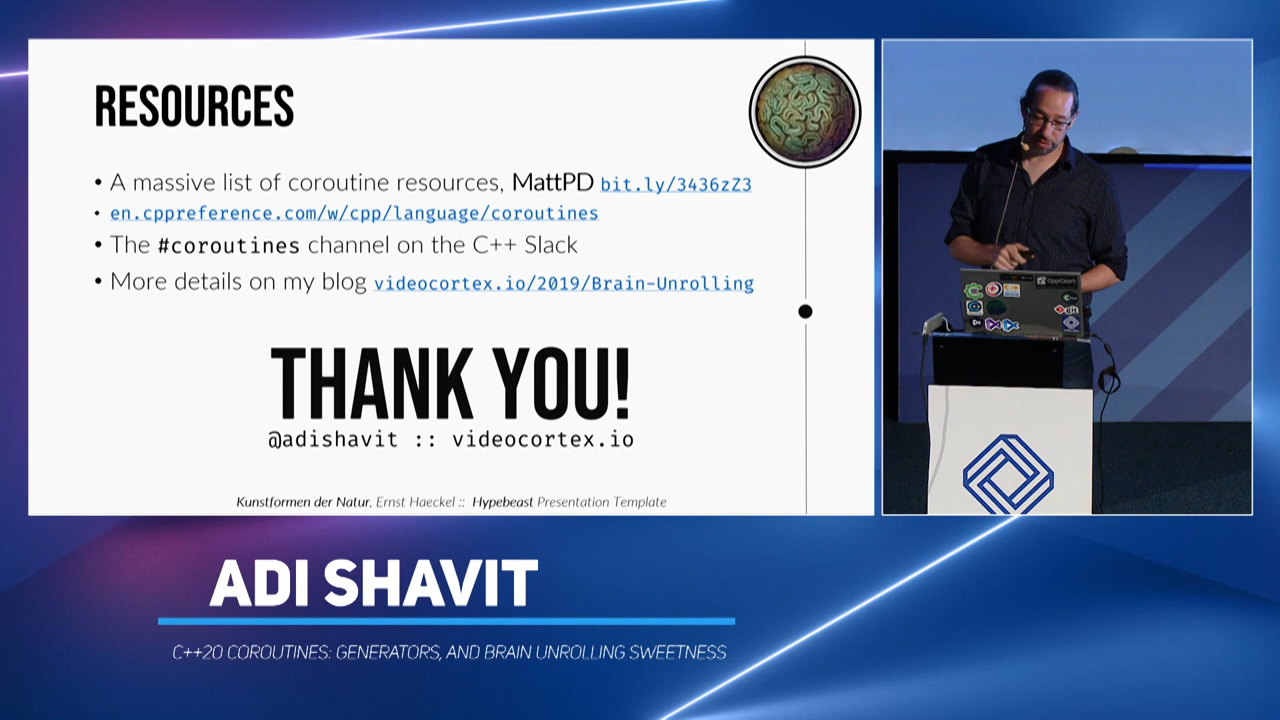 RESOURCES
• A massive list of coroutine resources, MattPD bit.ly/3436zZ3
• en.cppreference.com/w/cpp/language/coroutines
• The #coroutines channel on the C++ Slack
• More details on my blog videocortex.io/2019/Brain-Unrolling
THANK YOU!
@adishavit :: videocortex.io
Kunstformen der Natur, Ernst Haeckel :: Hypebeast Presentation Template
ADI SHAVIT
C++20 COROUTINES: GENERATORS, AND BRAIN UNROLLING SWEETNESS